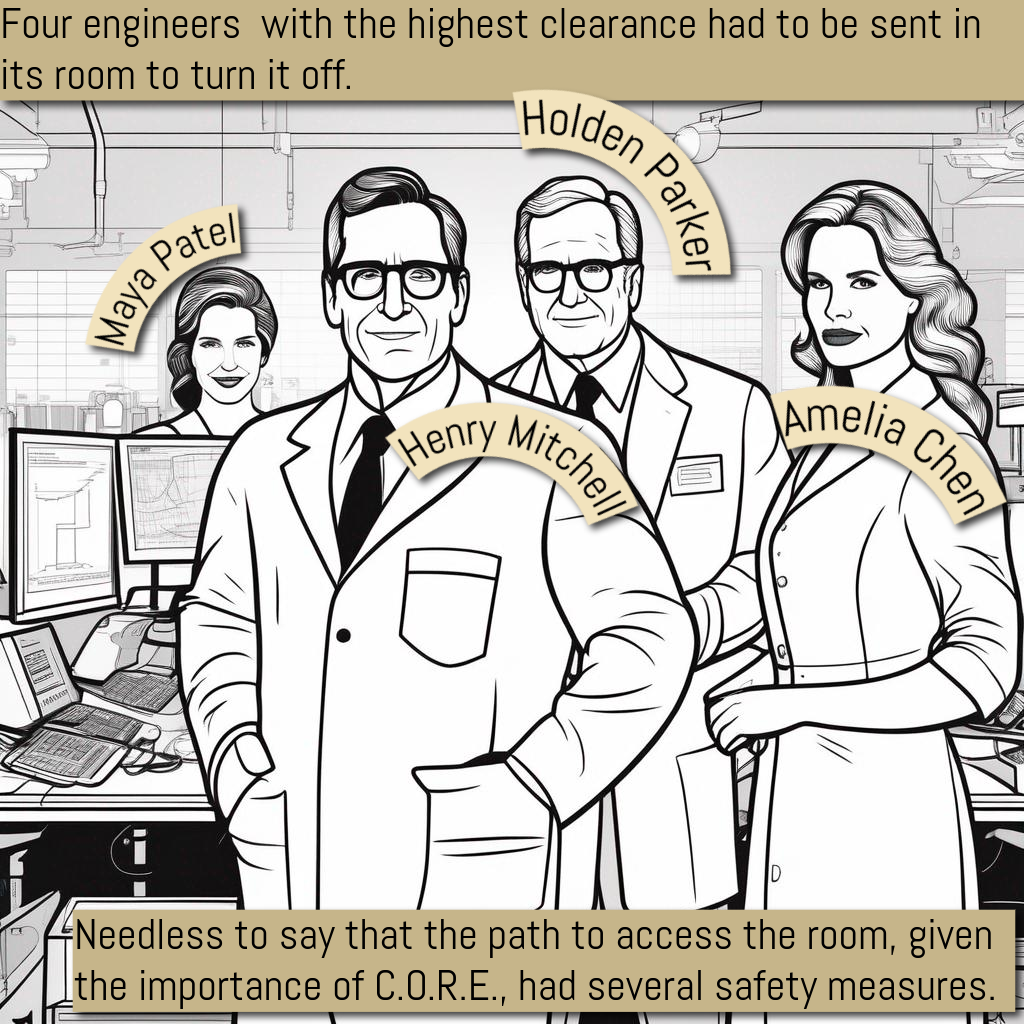 Four engineers  with the highest clearance had to be sent in
its room to turn it off.
Holden Parker
Maya Patel
Henry Mitchell
Amelia Chen
Needless to say that the path to access the room, given
the importance of C.O.R.E., had several safety measures.